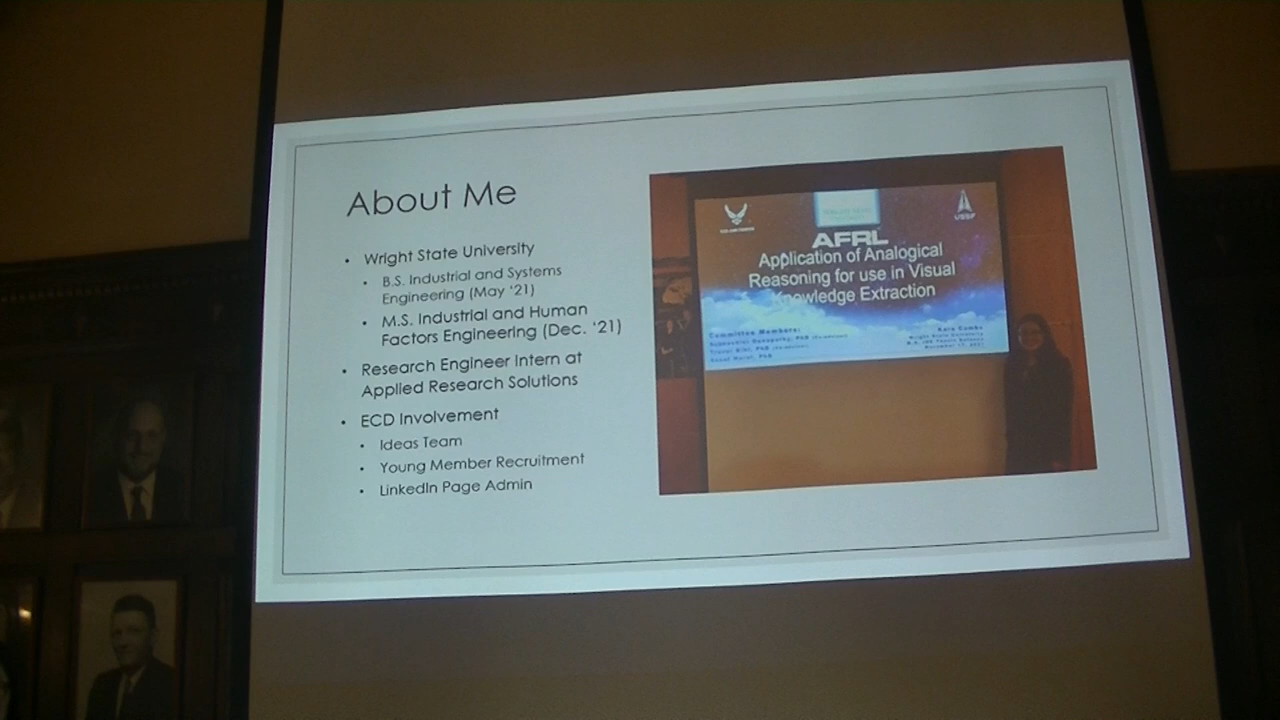 About Me
• Wright State University
• B.S. Industrial and Systems
Engineering (May ‘21)
• M.S. Industrial and Human
Factors Engineering (Dec. ‘21)
• Research Engineer Intern at
Applied Research Solutions
• ECD Involvement
• Ideas Team
• Young Member Recruitment
• LinkedIn Page Admin
USSF
AFRL
Application of Analogical
Reasoning for use in Visual
Knowledge Extraction
Committee Members: